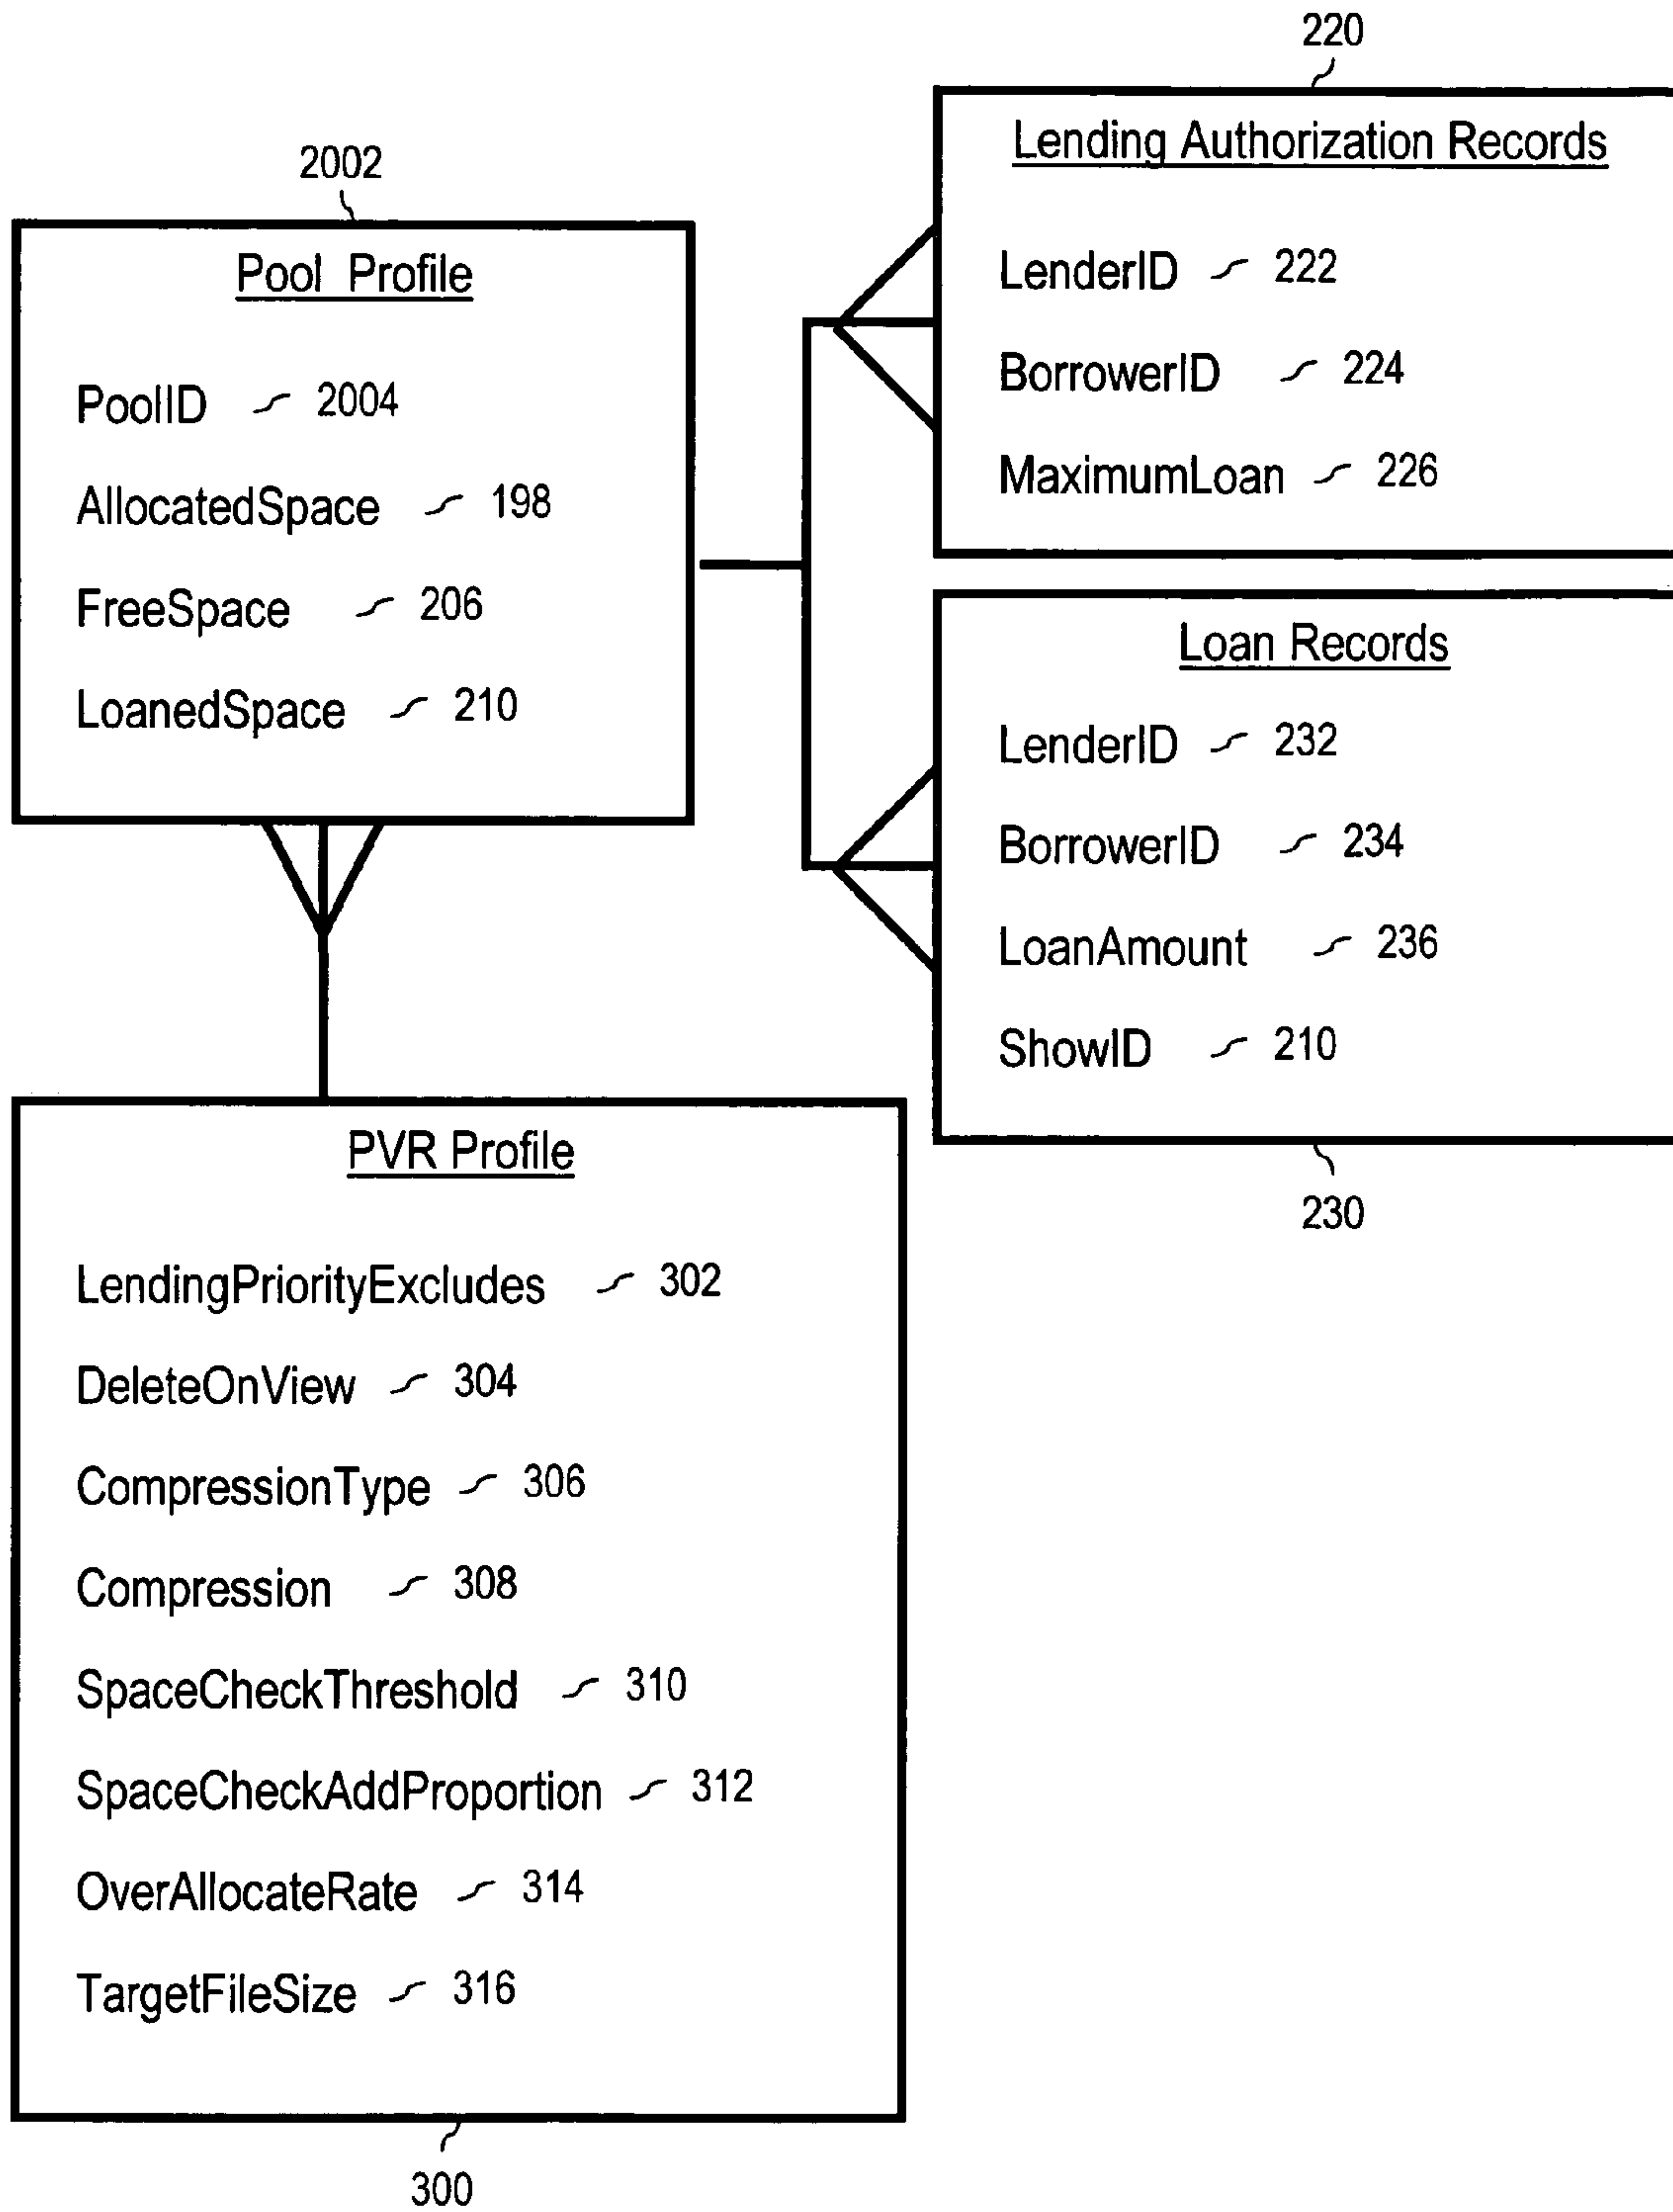 2002
Pool Profile
PoolID 2004
AllocatedSpace 198
FreeSpace 206
LoanedSpace 210
220
Lending Authorization Records
LenderID 222
BorrowerID 224
MaximumLoan 226
Loan Records
LenderID 232
BorrowerID 234
LoanAmount 236
ShowID 210
230
PVR Profile
LendingPriorityExcludes 302
DeleteOnView 304
CompressionType 306
Compression 308
SpaceCheckThreshold 310
SpaceCheckAddProportion 312
OverAllocateRate 314
TargetFileSize 316
300